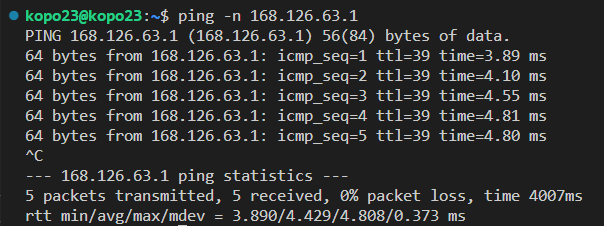 kopo23@kopo23:~$ ping -n 168.126.63.1
PING 168.126.63.1 (168.126.63.1) 56(84) bytes of data.
64 bytes from 168.126.63.1: icmp_seq=1 ttl=39 time=3.89 ms
64 bytes from 168.126.63.1: icmp_seq=2 ttl=39 time=4.10 ms
64 bytes from 168.126.63.1: icmp_seq=3 ttl=39 time=4.55 ms
64 bytes from 168.126.63.1: icmp_seq=4 ttl=39 time=4.81 ms
64 bytes from 168.126.63.1: icmp_seq=5 ttl=39 time=4.80 ms
^C
--- 168.126.63.1 ping statistics ---
5 packets transmitted, 5 received, 0% packet loss, time 4007ms
rtt min/avg/max/mdev = 3.890/4.429/4.808/0.373 ms